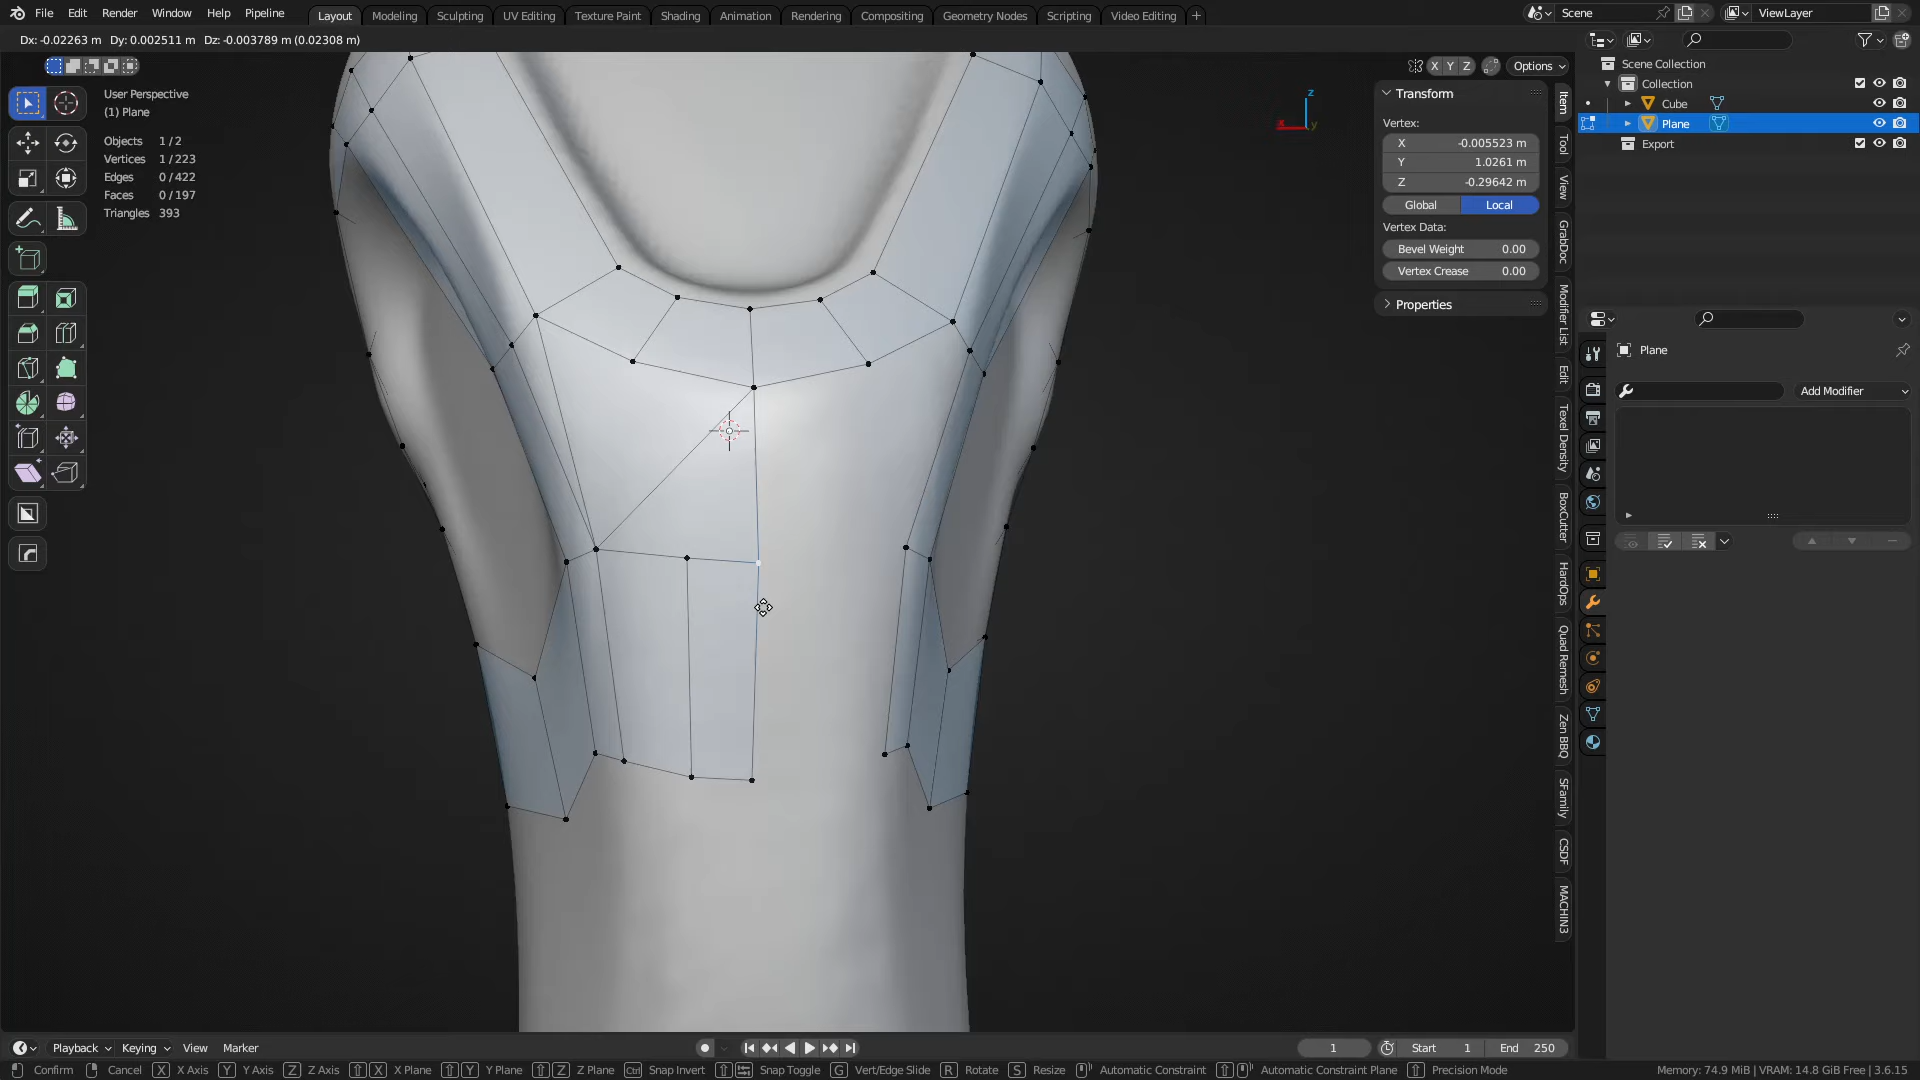 File Edit Render Window Help Pipeline Layout Modeling Sculpting UV Editing Texture Paint Shading Animation Rendering Compositing Geometry Nodes Scripting Video Editing + Scene ViewLayer
Dx: -0.02263 m Dy: 0.002511 m Dz: -0.003789 m (0.02308 m)
X Y Z Options
User Perspective
(1) Plane
Objects 1/2
Vertices 1/223
Edges 0/422
Faces 0/197
Triangles 393
Transform
Vertex:
X -0.005523 m
Y 1.0261 m
Z -0.29642 m
Global Local
Vertex Data:
Bevel Weight 0.00
Vertex Crease 0.00
Properties
Item
Tool
View
GrabDoc
Modifier List
Edit
Texel Density
BoxCutter
HardOps
Quad Remesh
Zen BBQ
SFamily
CSDF
MACHIN3
Scene Collection
Collection
Cube
Plane
Export
Plane
Add Modifier
Playback Keying View Marker 1 Start 1 End 250
Confirm Cancel X X Axis Y Y Axis Z Z Axis X X Plane Y Y Plane Z Z Plane Ctrl Snap Invert Snap Toggle G Vert/Edge Slide R Rotate S Resize Automatic Constraint Automatic Constraint Plane Precision Mode Memory: 74.9 MiB | VRAM: 14.8 GiB Free | 3.6.15